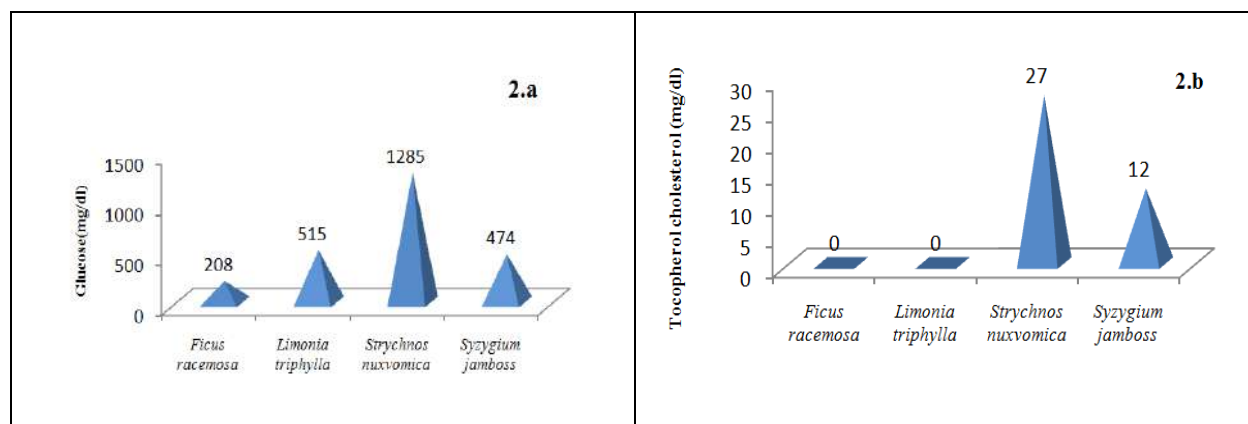 2.a
Glucose(mg/dl)
1500
1000
500
0
208
515
1285
474
Ficus
racemosa
Limonia
triphylla
Strychnos
nuxvomica
Syzygium
jamboss
2.b
Tocopherol cholesterol (mg/dl)
30
25
20
15
10
5
0
0
0
27
12
Ficus
racemosa
Limonia
triphylla
Strychnos
nuxvomica
Syzygium
jamboss